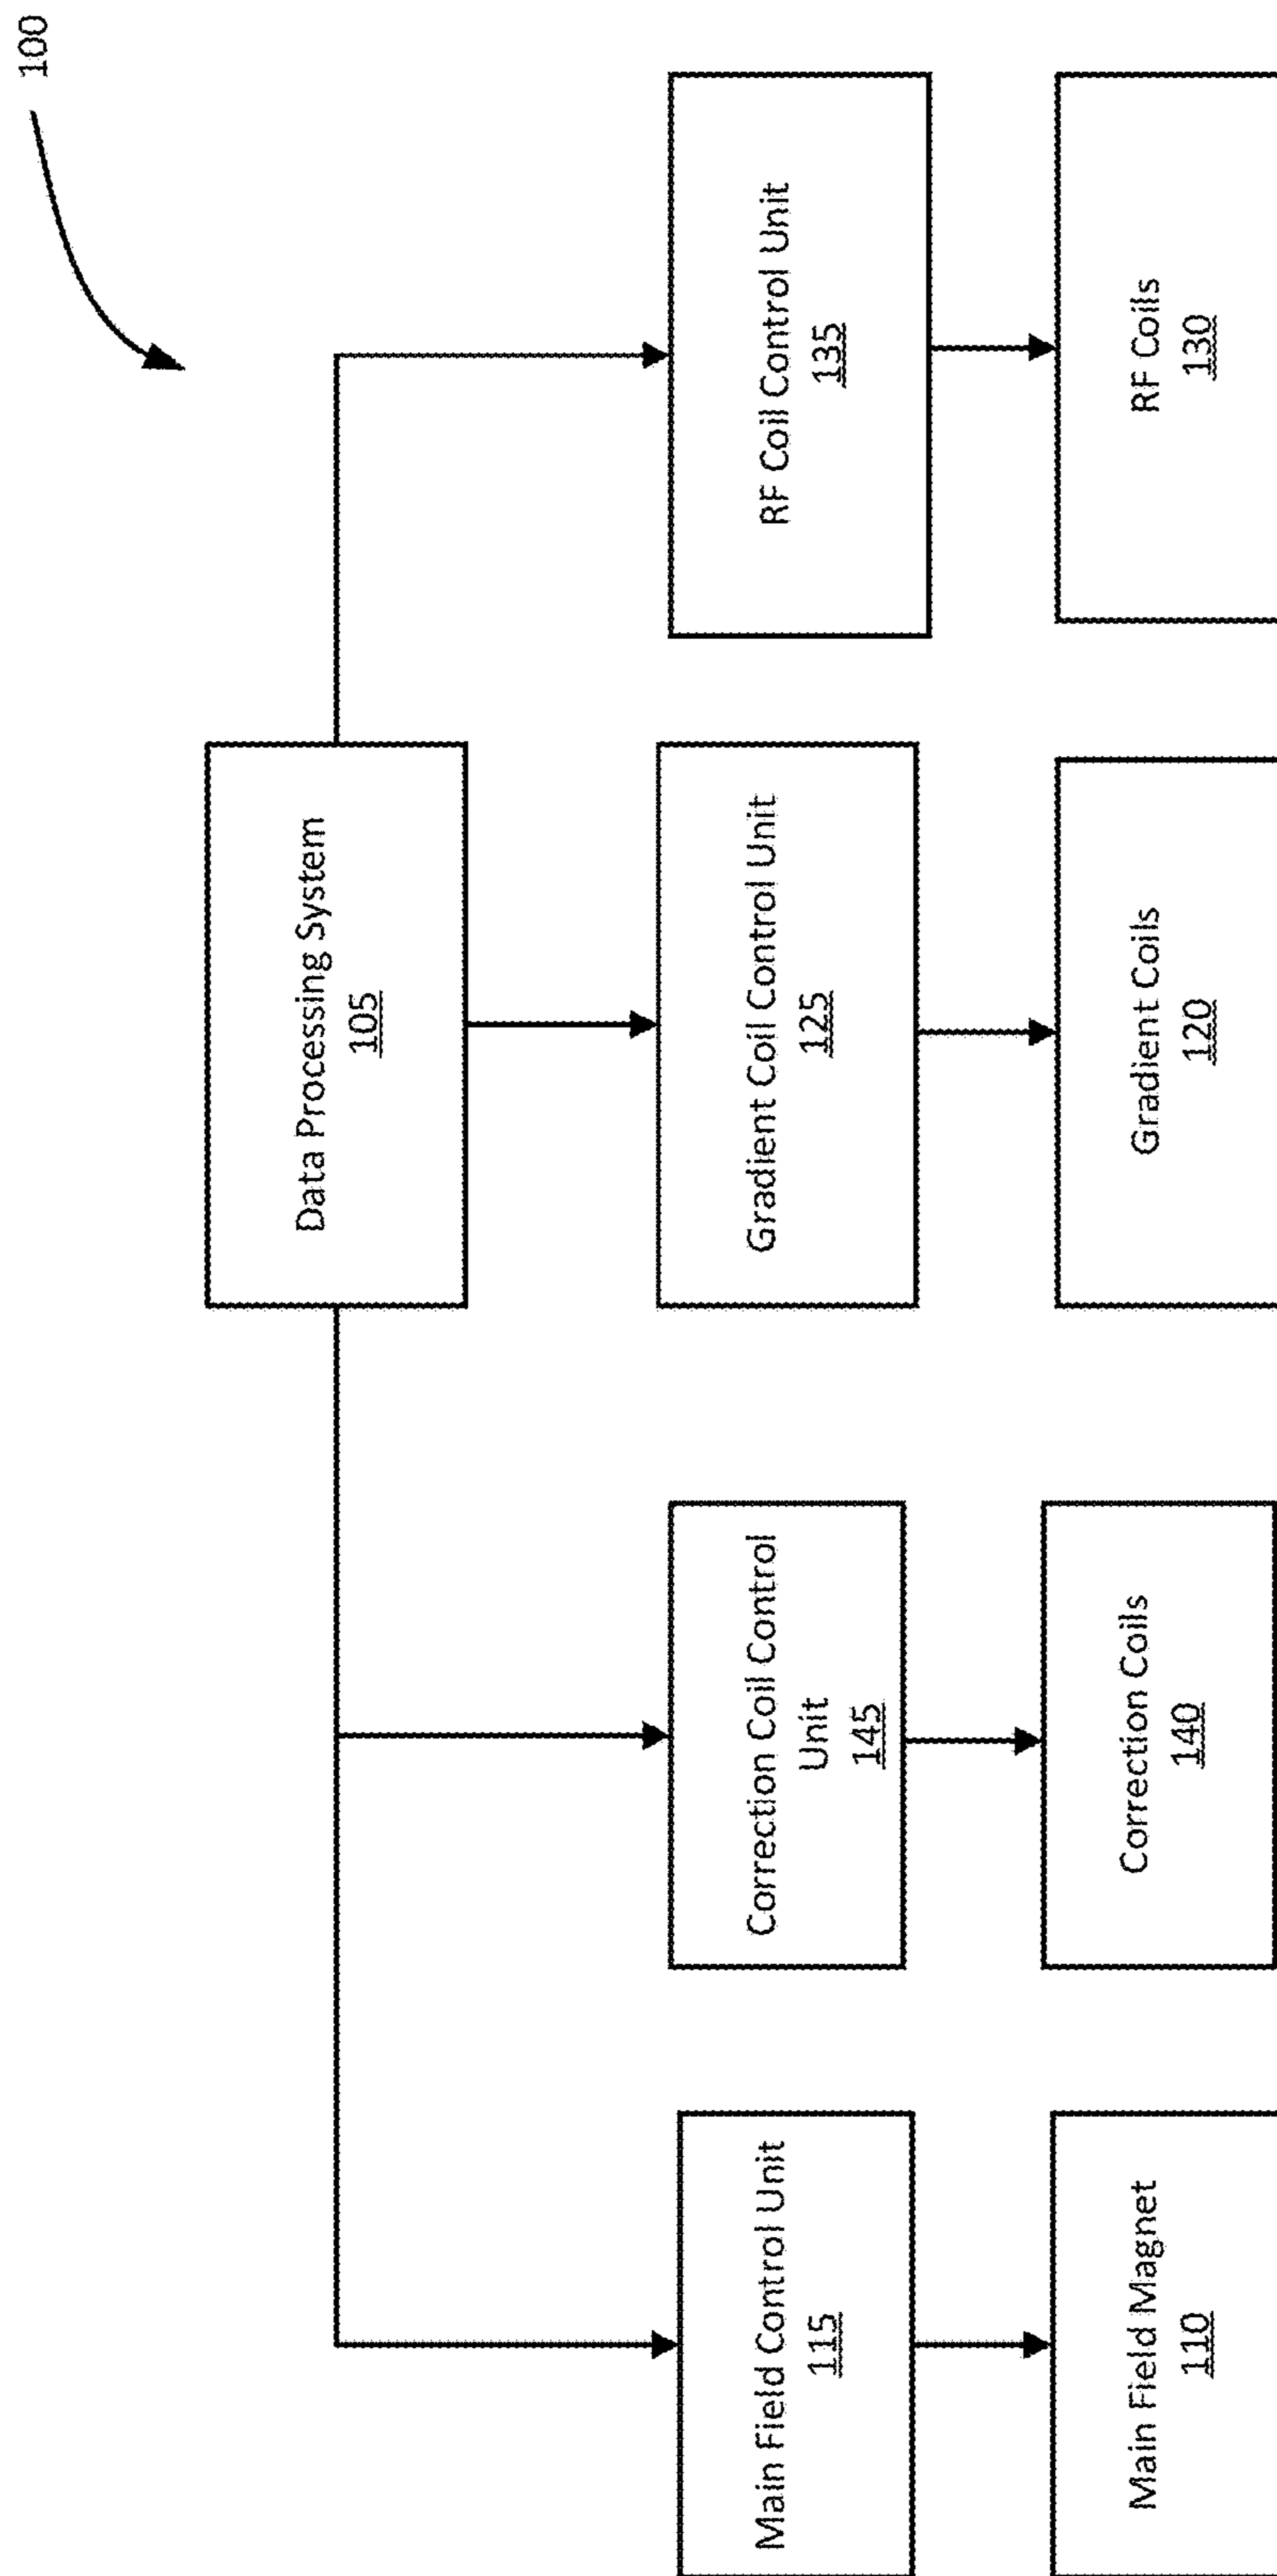 100
Data Processing System
105
Main Field Control Unit
115
Correction Coil Control
Unit
145
Gradient Coil Control Unit
125
RF Coil Control Unit
135
Main Field Magnet
110
Correction Coils
140
Gradient Coils
120
RF Coils
130